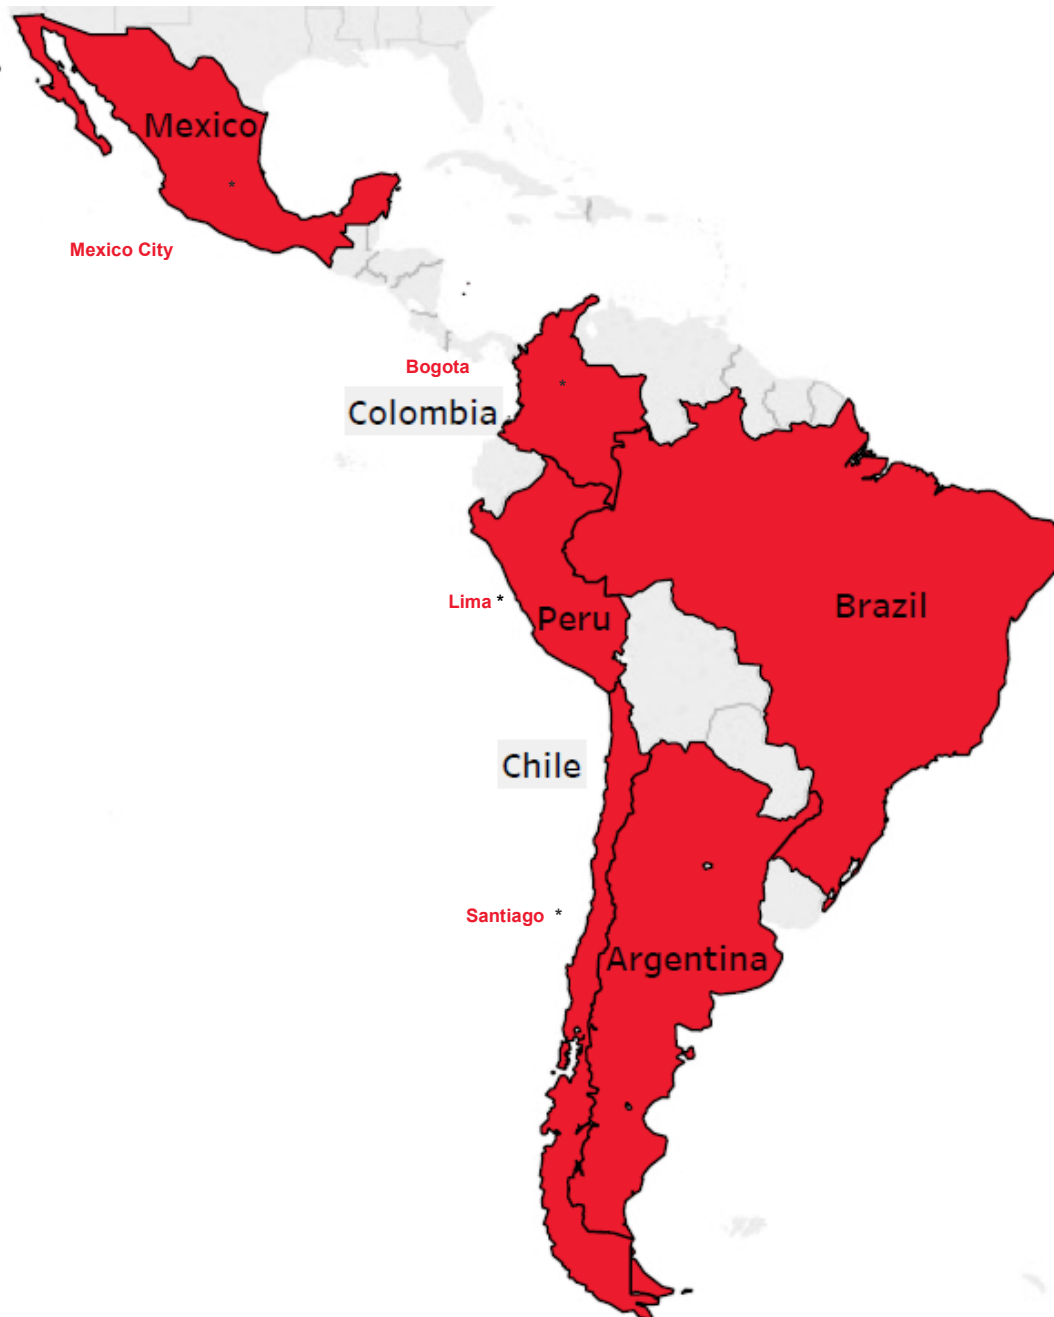 Mexico
*
Mexico City
Bogota
*
Colombia
Lima *
Peru
Brazil
Chile
Santiago *
Argentina